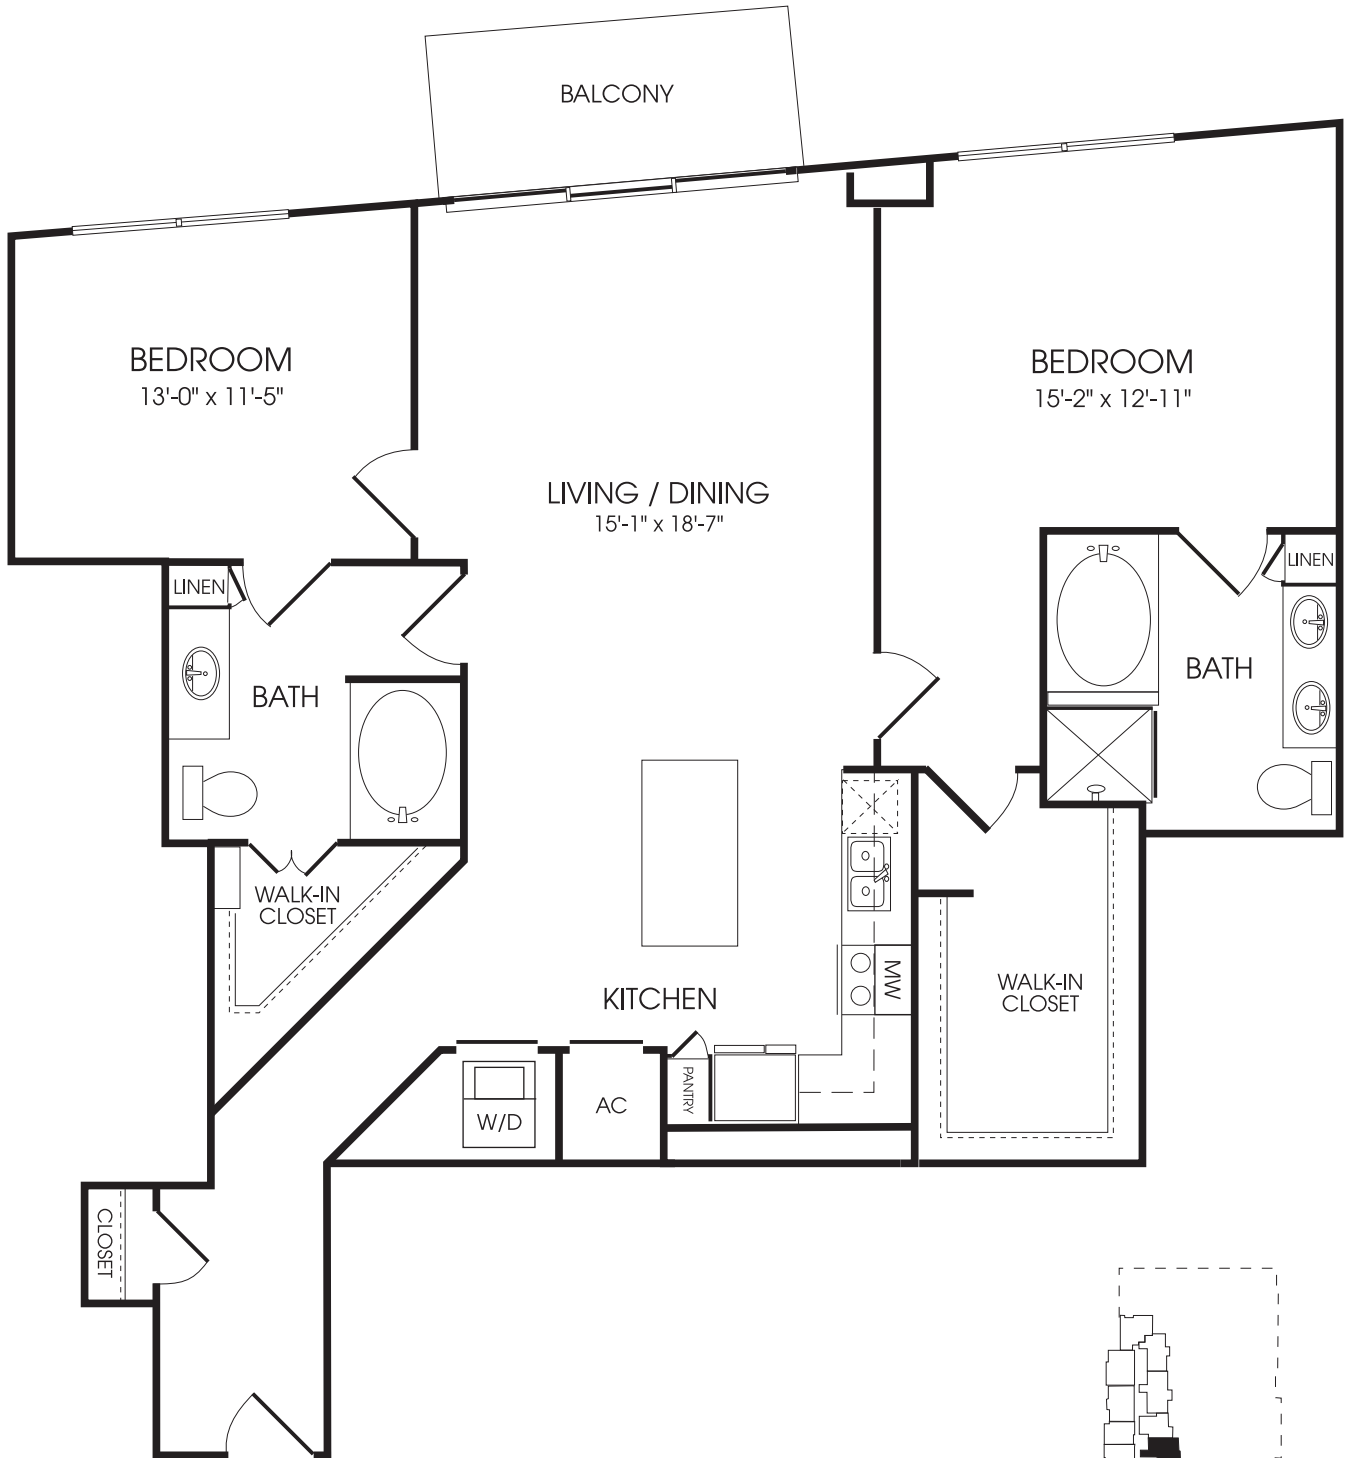 BALCONY
BEDROOM
13'-0" x 11'-5"
BEDROOM
15'-2" x 12'-11"
LIVING / DINING
15'-1" x 18'-7"
LINEN
LINEN
BATH
BATH
WALK-IN
CLOSET
KITCHEN
MW
WALK-IN
CLOSET
PANTRY
AC
W/D
CLOSET